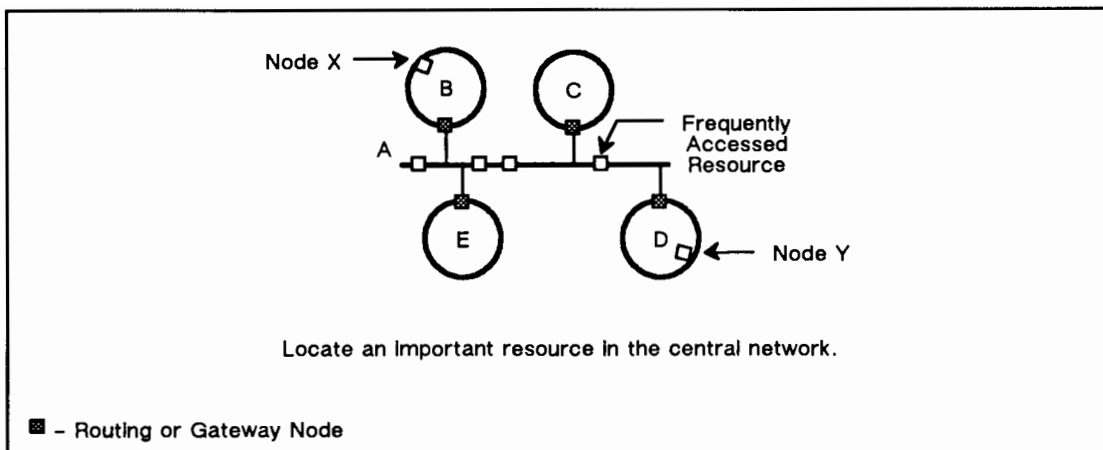 Node X
B
C
Frequently
Accessed
Resource
A
E
D
Node Y
Locate an important resource in the central network.
- Routing or Gateway Node